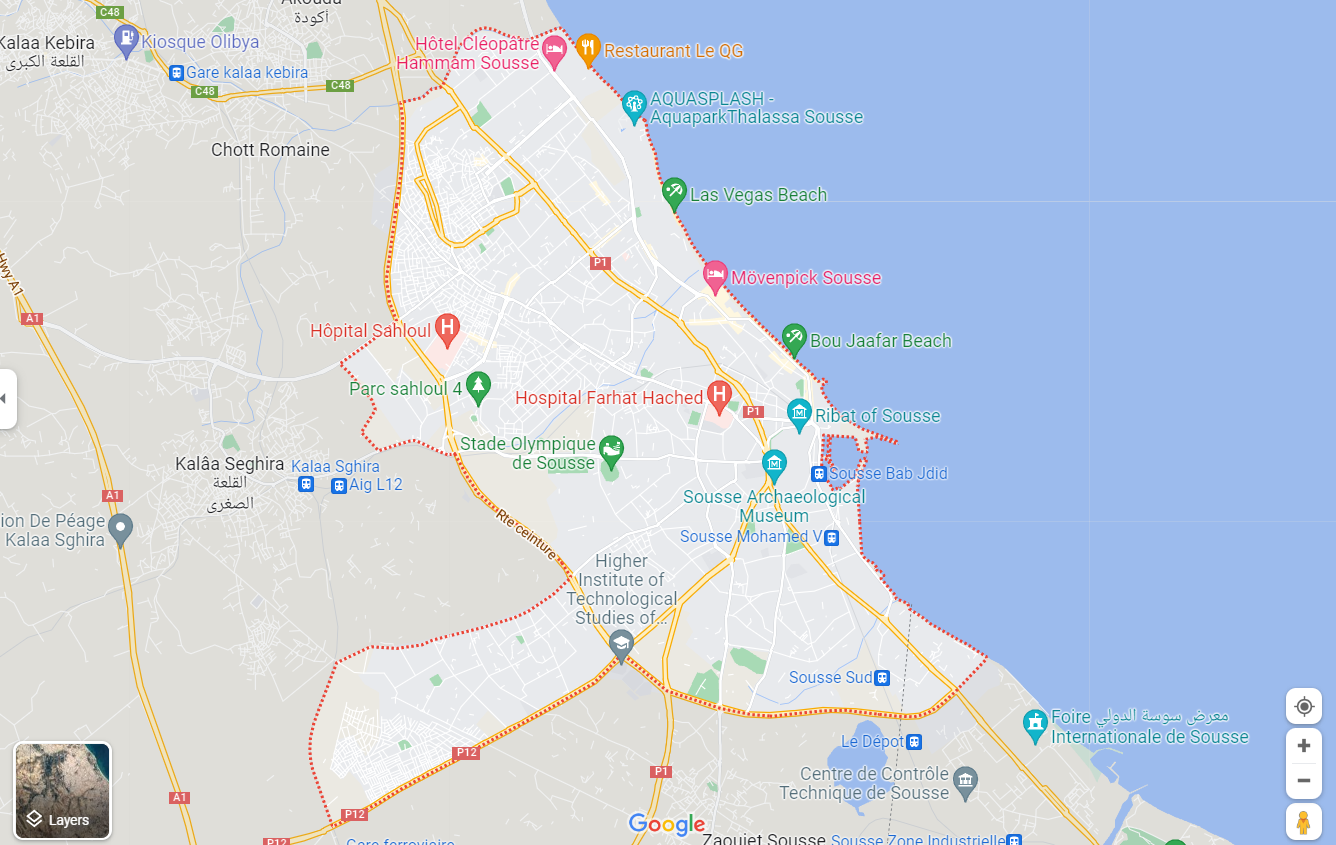 أكودة
C48
Kalaa Kebira
القلعة الكبرى
Kiosque Olibya
Gare kalaa kebira
C48
C48
Hôtel Cléopâtre
Hammam Sousse
Restaurant Le QG
AQUASPLASH -
AquaparkThalassa Sousse
Chott Romaine
Las Vegas Beach
Hwy A1
P1
Mövenpick Sousse
A1
Hôpital Sahloul
Bou Jaafar Beach
Parc sahloul 4
Hospital Farhat Hached
P1
Ribat of Sousse
Stade Olympique
de Sousse
Kalâa Seghira
القلعة
الصغرى
Kalaa Sghira
Aig L12
Sousse Bab Jdid
Sousse Archaeological
Museum
A1
ion De Péage
Kalaa Sghira
Rte ceinture
Sousse Mohamed V
Higher
Institute of
Technological
Studies of...
Sousse Sud
Foire معرض سوسة الدولي
Internationale de Sousse
Le Dépot
P12
P1
Centre de Contrôle
Technique de Sousse
A1
P12
Layers
Google
Zaouiet Sousse
Sousse Zone Industrielle
P12
Gare ferroviaire